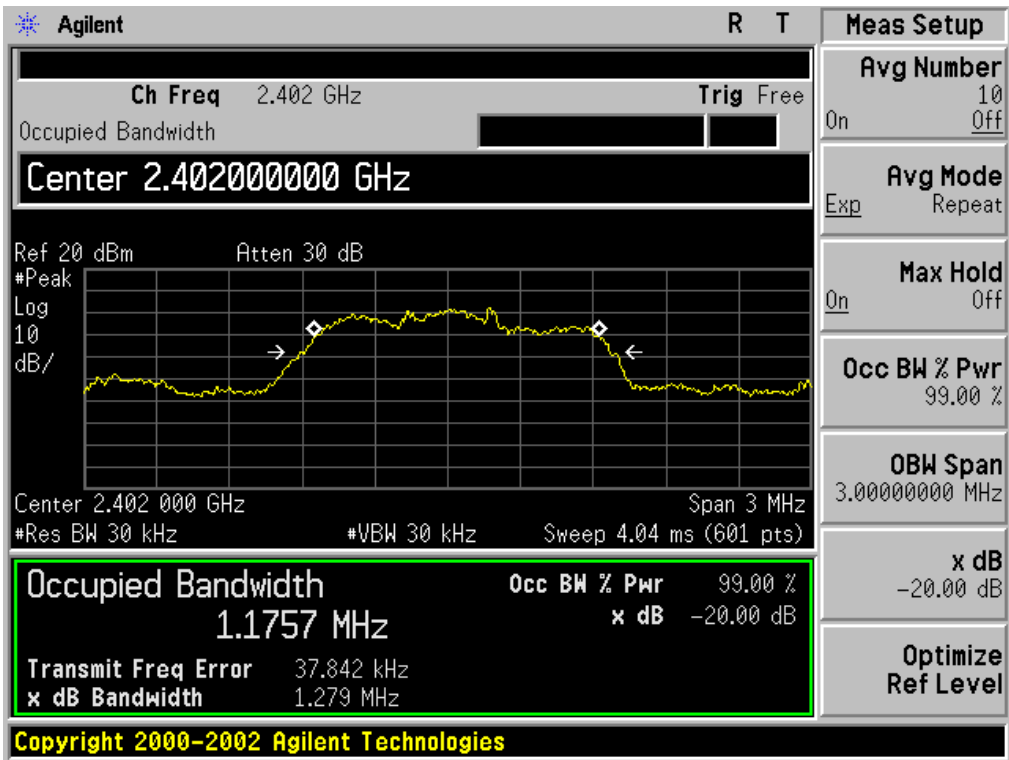 Agilent R T
Ch Freq 2.402 GHz Trig Free
Occupied Bandwidth
Center 2.402000000 GHz
Ref 20 dBm Atten 30 dB
#Peak
Log
10
dB/
Center 2.402 000 GHz Span 3 MHz
#Res BW 30 kHz #VBW 30 kHz Sweep 4.04 ms (601 pts)
Occupied Bandwidth Occ BW % Pwr 99.00 %
1.1757 MHz x dB -20.00 dB
Transmit Freq Error 37.842 kHz
x dB Bandwidth 1.279 MHz
Copyright 2000-2002 Agilent Technologies
Meas Setup
Avg Number
10
On Off
Avg Mode
Exp Repeat
Max Hold
On Off
Occ BW % Pwr
99.00 %
OBW Span
3.00000000 MHz
x dB
-20.00 dB
Optimize
Ref Level